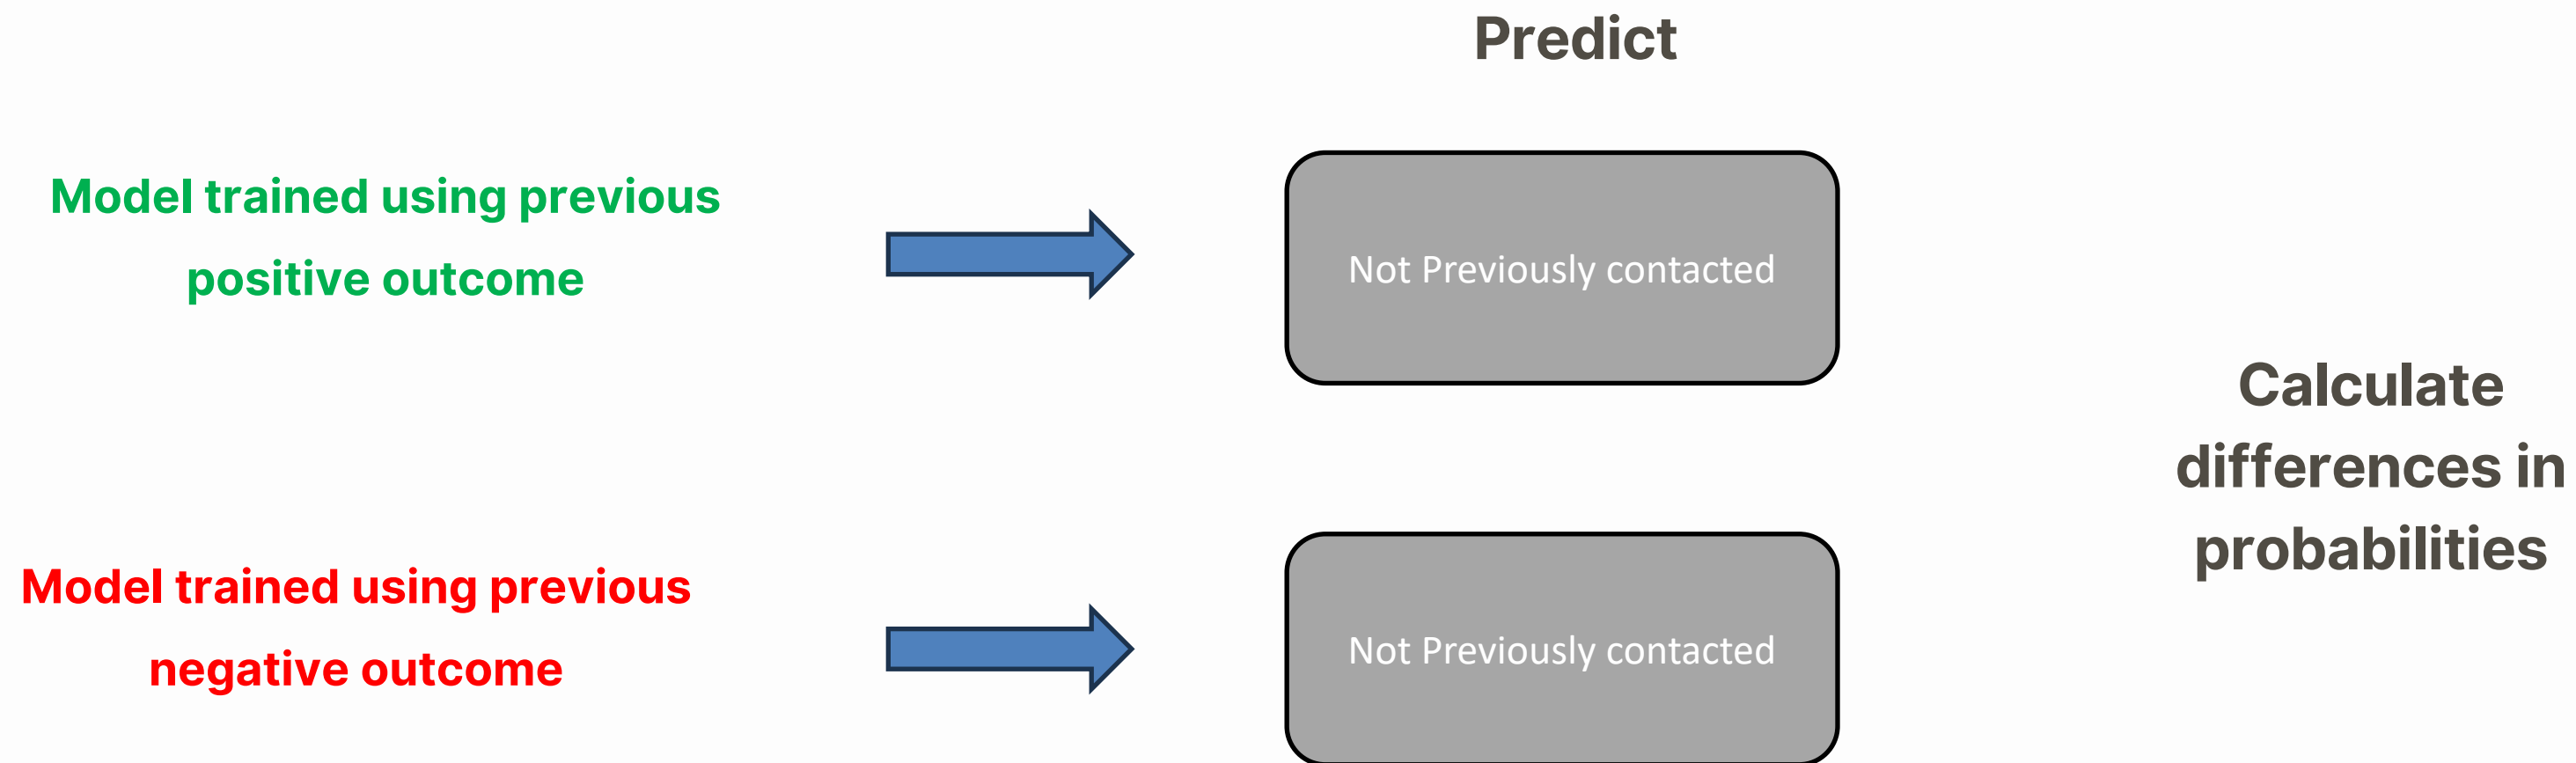 Predict
Model trained using previous
positive outcome
Not Previously contacted
Calculate
differences in
probabilities
Model trained using previous
negative outcome
Not Previously contacted